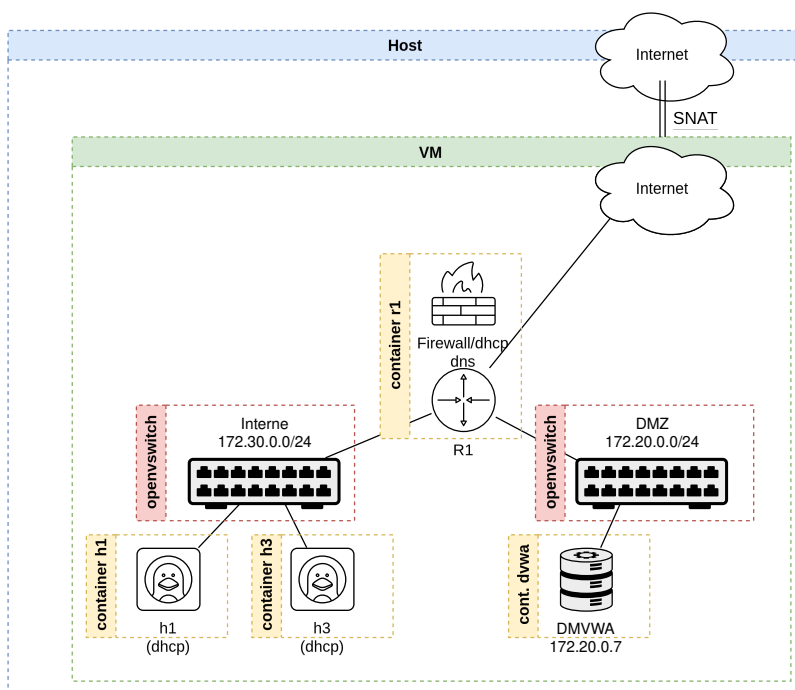 Host
Internet
SNAT
VM
Internet
container r1
Firewall/dhcp
dns
R1
openvswitch
Interne
172.30.0.0/24
openvswitch
DMZ
172.20.0.0/24
container h1
h1
(dhcp)
container h3
h3
(dhcp)
cont. dvwa
DMVWA
172.20.0.7